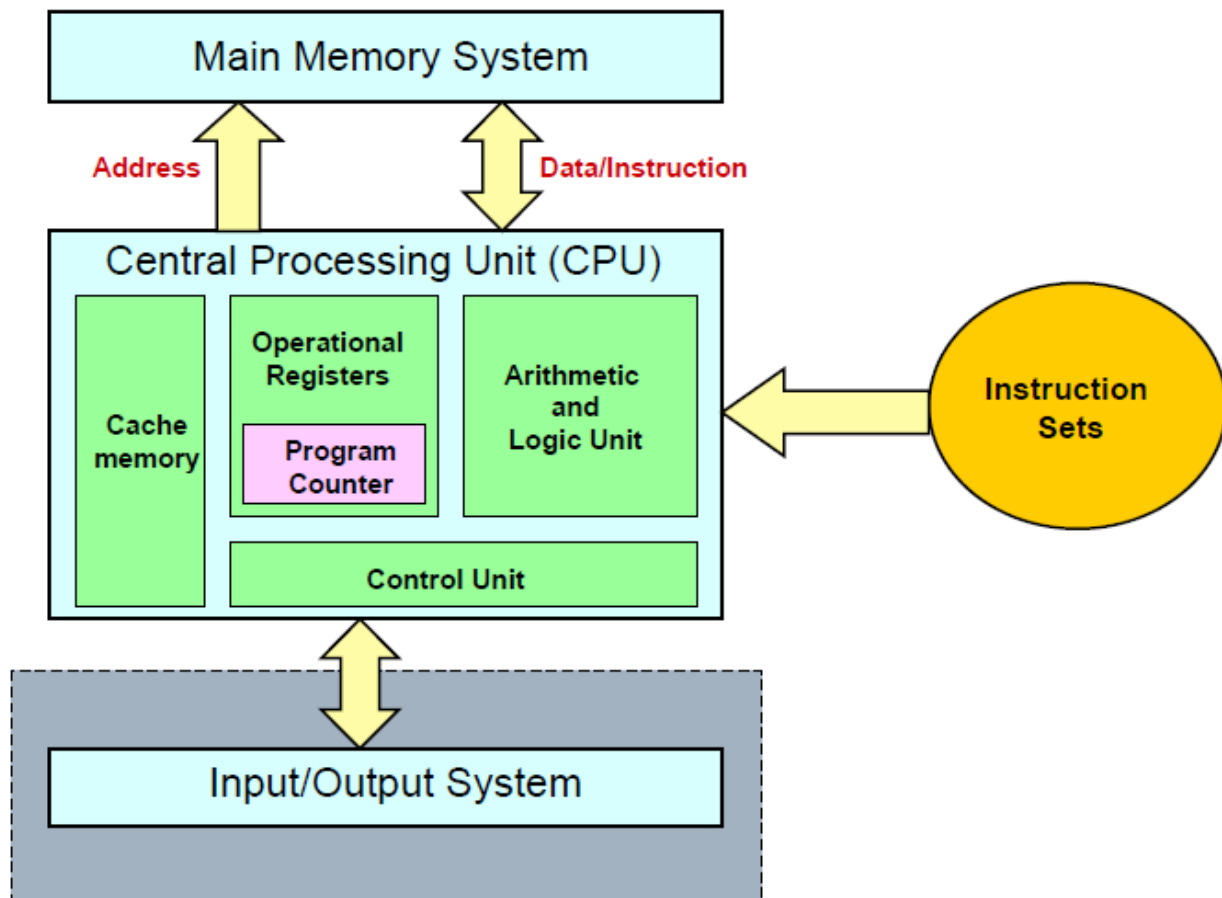 Main Memory System
Address
Data/Instruction
Central Processing Unit (CPU)
Cache
memory
Operational
Registers
Program
Counter
Arithmetic
and
Logic Unit
Control Unit
Instruction
Sets
Input/Output System